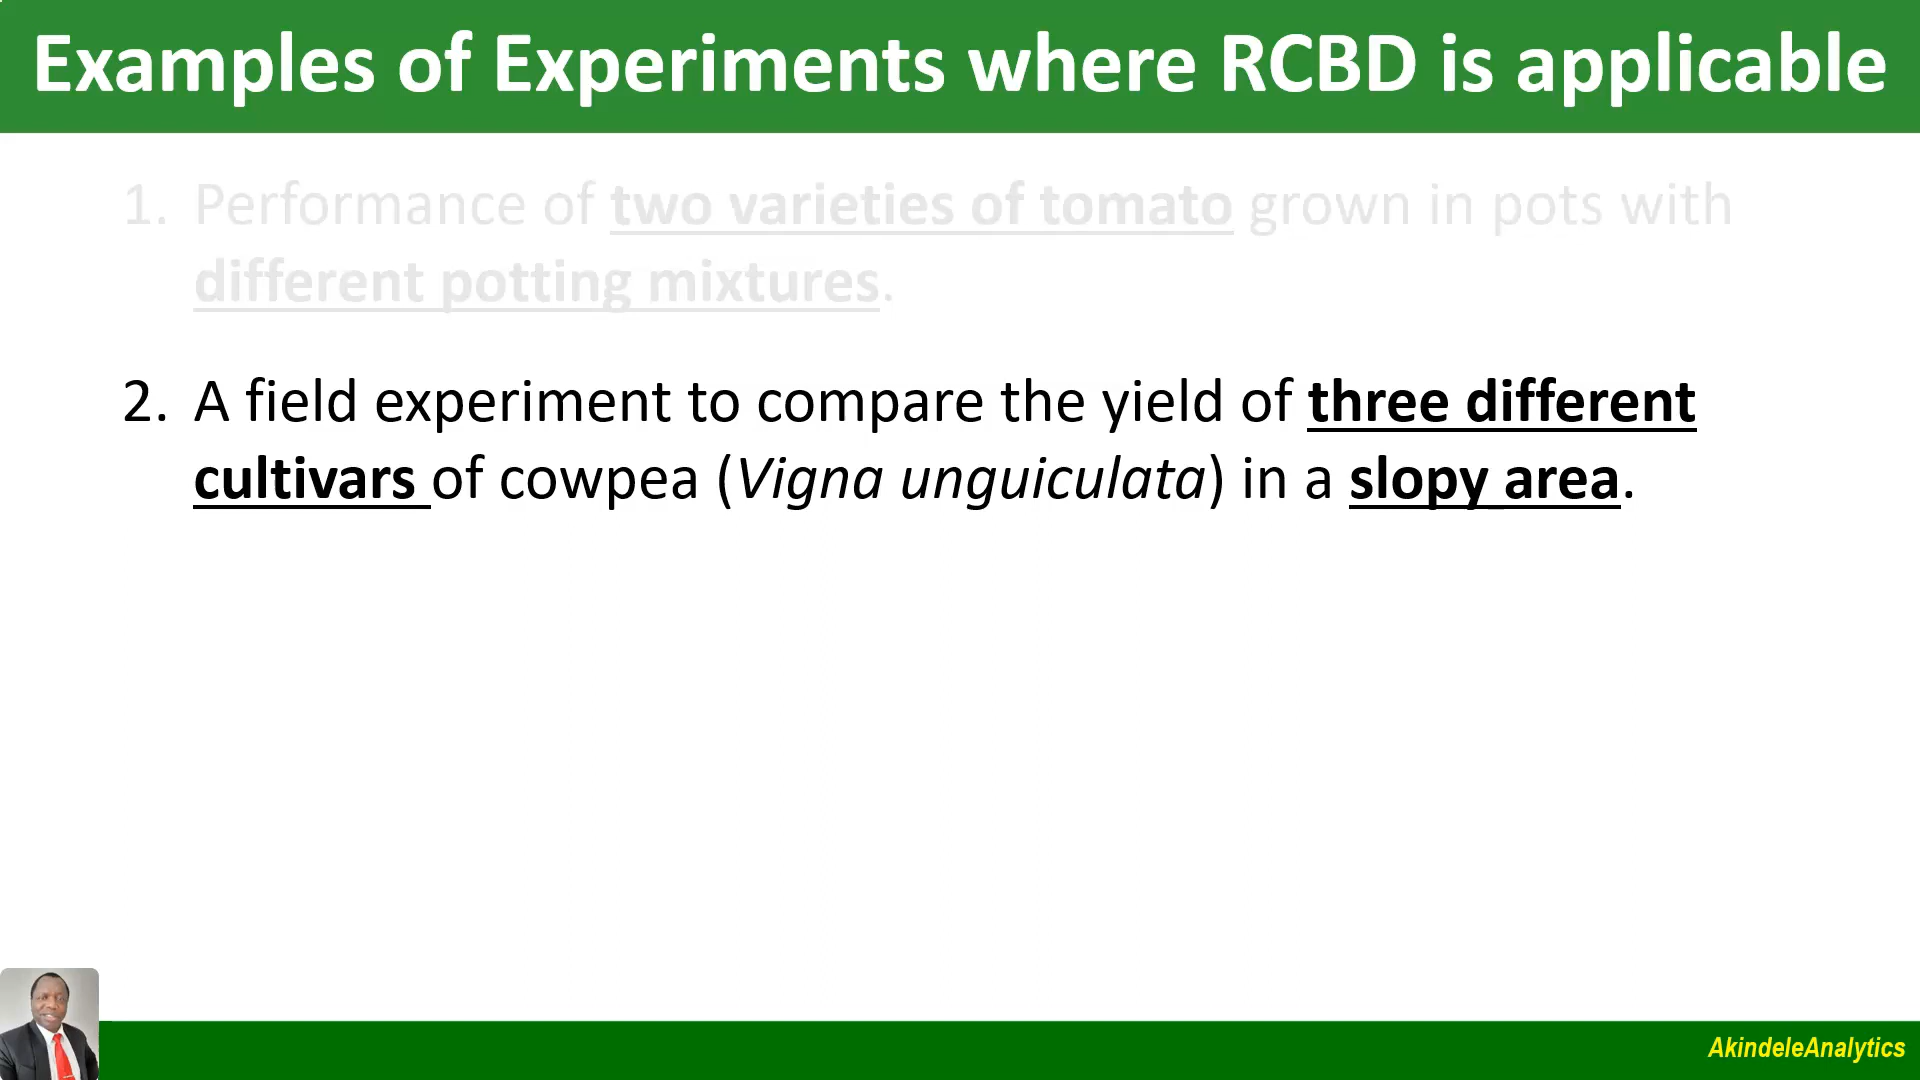 Examples of Experiments where RCBD is applicable
1. Performance of two varieties of tomato grown in pots with
different potting mixtures.
2. A field experiment to compare the yield of three different
cultivars of cowpea (Vigna unguiculata) in a slopy area.
AkindeleAnalytics